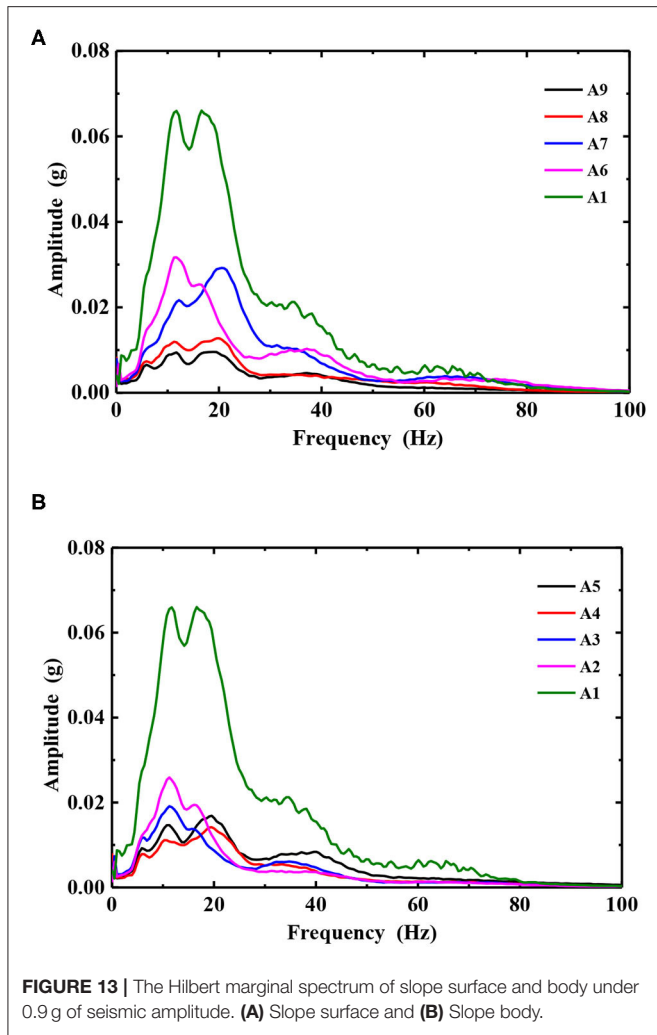 A
0.08
0.06
0.04
0.02
0.00
Amplitude (g)
A9
A8
A7
A6
A1
0 20 40 60 80 100
Frequency (Hz)
B
0.08
0.06
0.04
0.02
0.00
Amplitude (g)
A5
A4
A3
A2
A1
0 20 40 60 80 100
Frequency (Hz)
FIGURE 13 | The Hilbert marginal spectrum of slope surface and body under
0.9 g of seismic amplitude. (A) Slope surface and (B) Slope body.